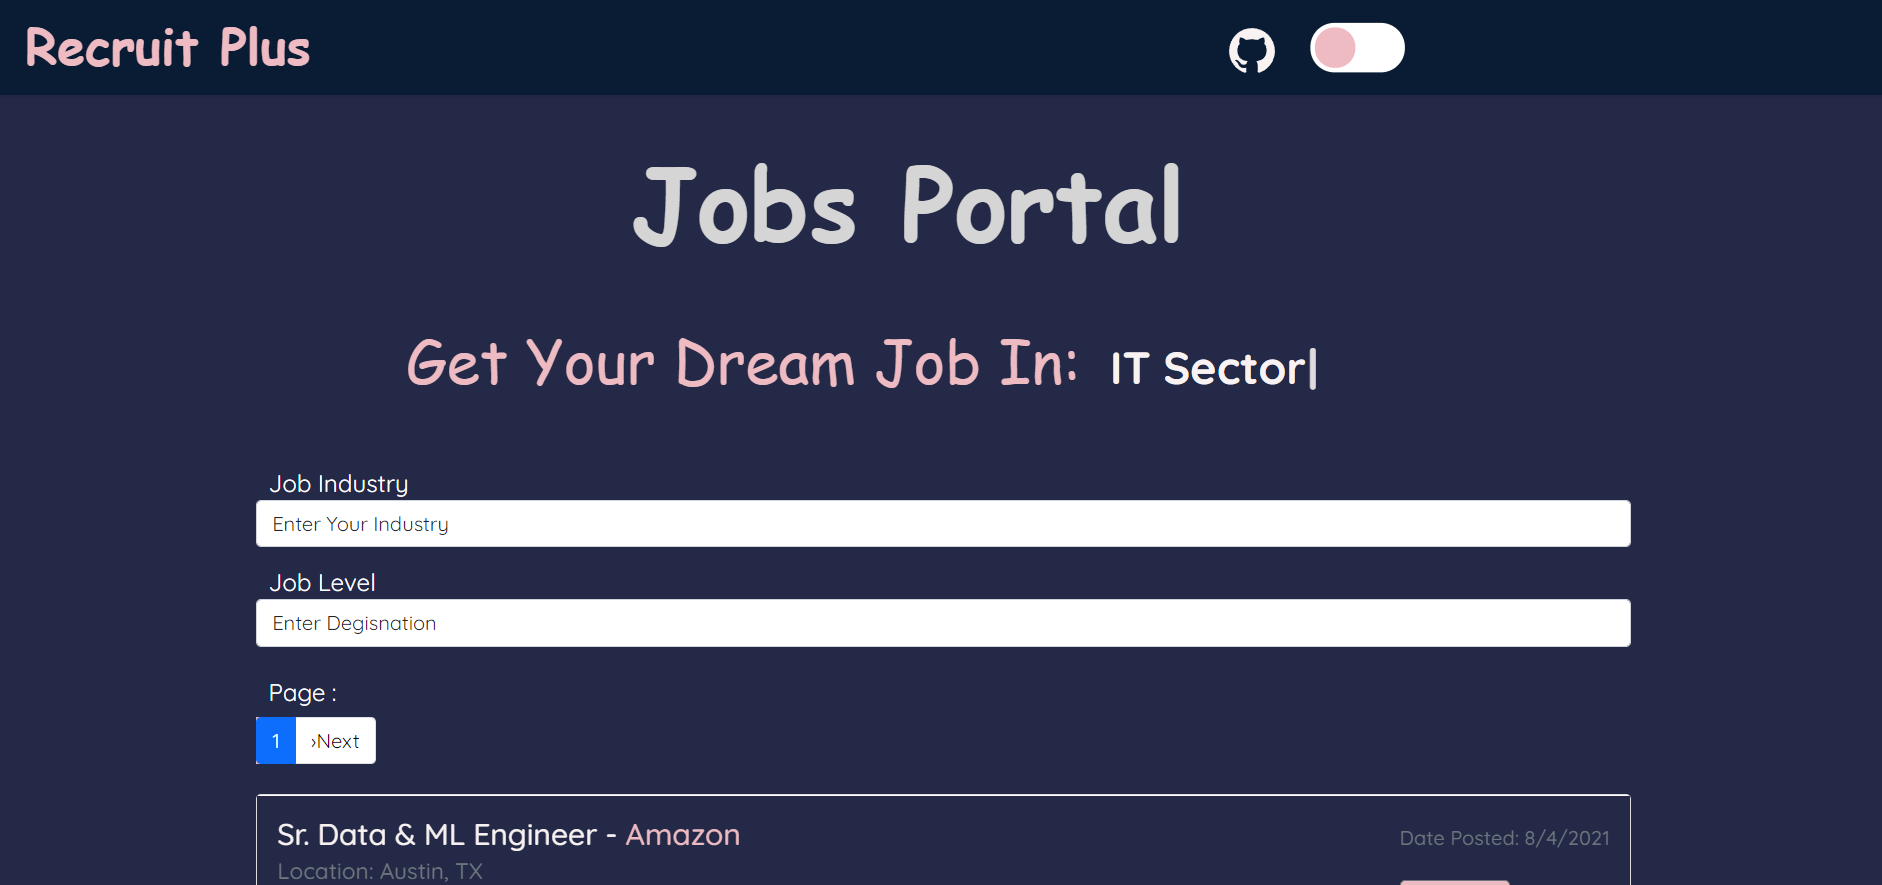 Recruit Plus
Jobs Portal
Get Your Dream Job In: IT Sector|
Job Industry
Enter Your Industry
Job Level
Enter Degisnation
Page :
1 ›Next
Sr. Data & ML Engineer - Amazon
Date Posted: 8/4/2021
Location: Austin, TX